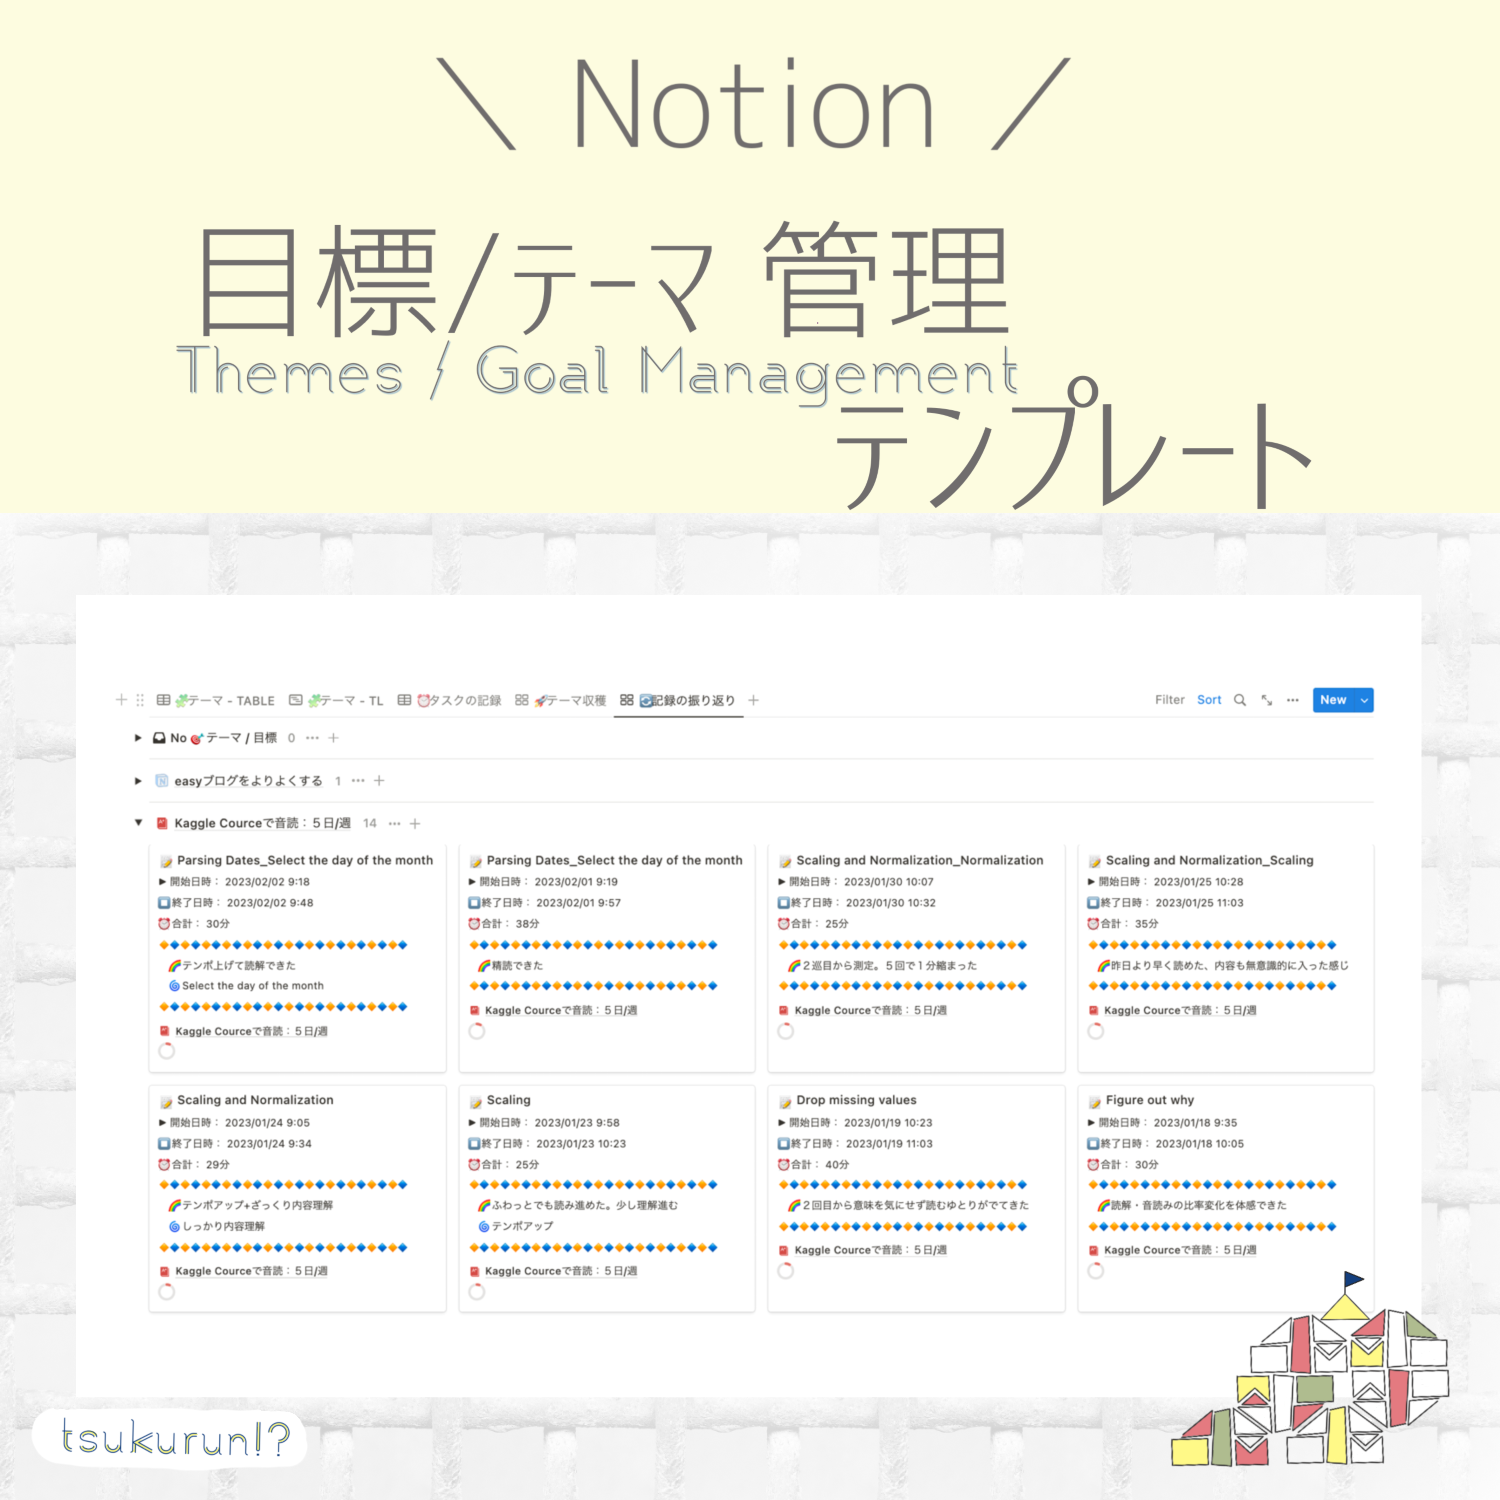 ＼ Notion ／
目標/テーマ 管理
Themes / Goal Management
テンプレート
テーマ - TABLE テーマ - TL タスクの記録 テーマ収穫 記録の振り返り
Filter Sort New
No テーマ / 目標 0
easyブログをよりよくする 1
Kaggle Courceで音読：５日/週 14
Parsing Dates_Select the day of the month
開始日時： 2023/02/02 9:18
終了日時： 2023/02/02 9:48
合計： 30分
テンポ上げて読解できた
Select the day of the month
Kaggle Courceで音読：５日/週
Parsing Dates_Select the day of the month
開始日時： 2023/02/01 9:19
終了日時： 2023/02/01 9:57
合計： 38分
精読できた
Kaggle Courceで音読：５日/週
Scaling and Normalization_Normalization
開始日時： 2023/01/30 10:07
終了日時： 2023/01/30 10:32
合計： 25分
２巡目から測定。５回で１分縮まった
Kaggle Courceで音読：５日/週
Scaling and Normalization_Scaling
開始日時： 2023/01/25 10:28
終了日時： 2023/01/25 11:03
合計： 35分
昨日より早く読めた、内容も無意識的に入った感じ
Kaggle Courceで音読：５日/週
Scaling and Normalization
開始日時： 2023/01/24 9:05
終了日時： 2023/01/24 9:34
合計： 29分
テンポアップ+ざっくり内容理解
しっかり内容理解
Kaggle Courceで音読：５日/週
Scaling
開始日時： 2023/01/23 9:58
終了日時： 2023/01/23 10:23
合計： 25分
ふわっとでも読み進めた。少し理解進む
テンポアップ
Kaggle Courceで音読：５日/週
Drop missing values
開始日時： 2023/01/19 10:23
終了日時： 2023/01/19 11:03
合計： 40分
２回目から意味を気にせず読むゆとりがでてきた
Kaggle Courceで音読：５日/週
Figure out why
開始日時： 2023/01/18 9:35
終了日時： 2023/01/18 10:05
合計： 30分
読解・音読みの比率変化を体感できた
Kaggle Courceで音読：５日/週
tsukurun!?